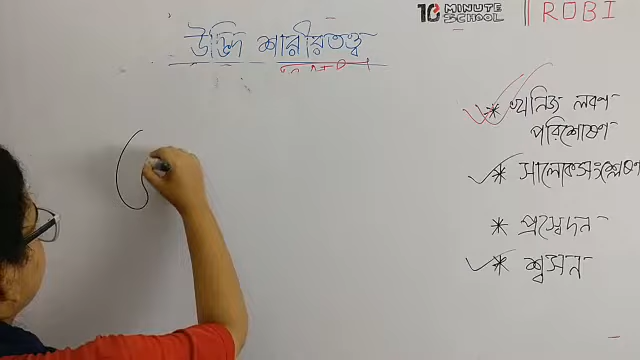 10 MINUTE SCHOOL
ROBI
উদ্ভিদ শারীরতত্ত্ব
* খনিজ লবণ
পরিশোষণ
* সালোকসংশ্লেষণ
* প্রস্বেদন
* শ্বসন